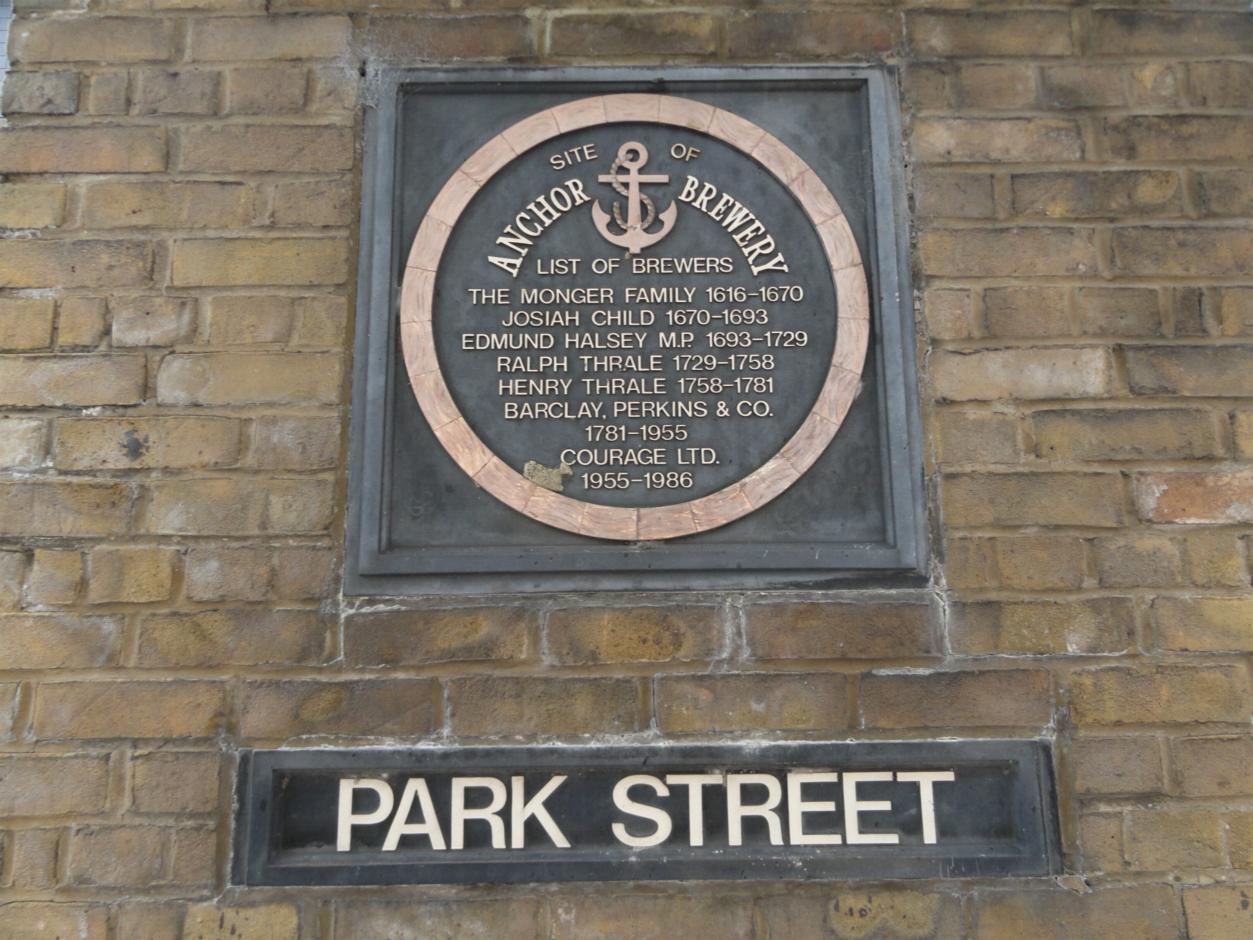 SITE OF
ANCHOR BREWERY
LIST OF BREWERS
THE MONGER FAMILY 1616-1670
JOSIAH CHILD 1670-1693
EDMUND HALSEY M.P. 1693-1729
RALPH THRALE 1729-1758
HENRY THRALE 1758-1781
BARCLAY, PERKINS & CO.
1781-1955
COURAGE LTD.
1955-1986
PARK STREET